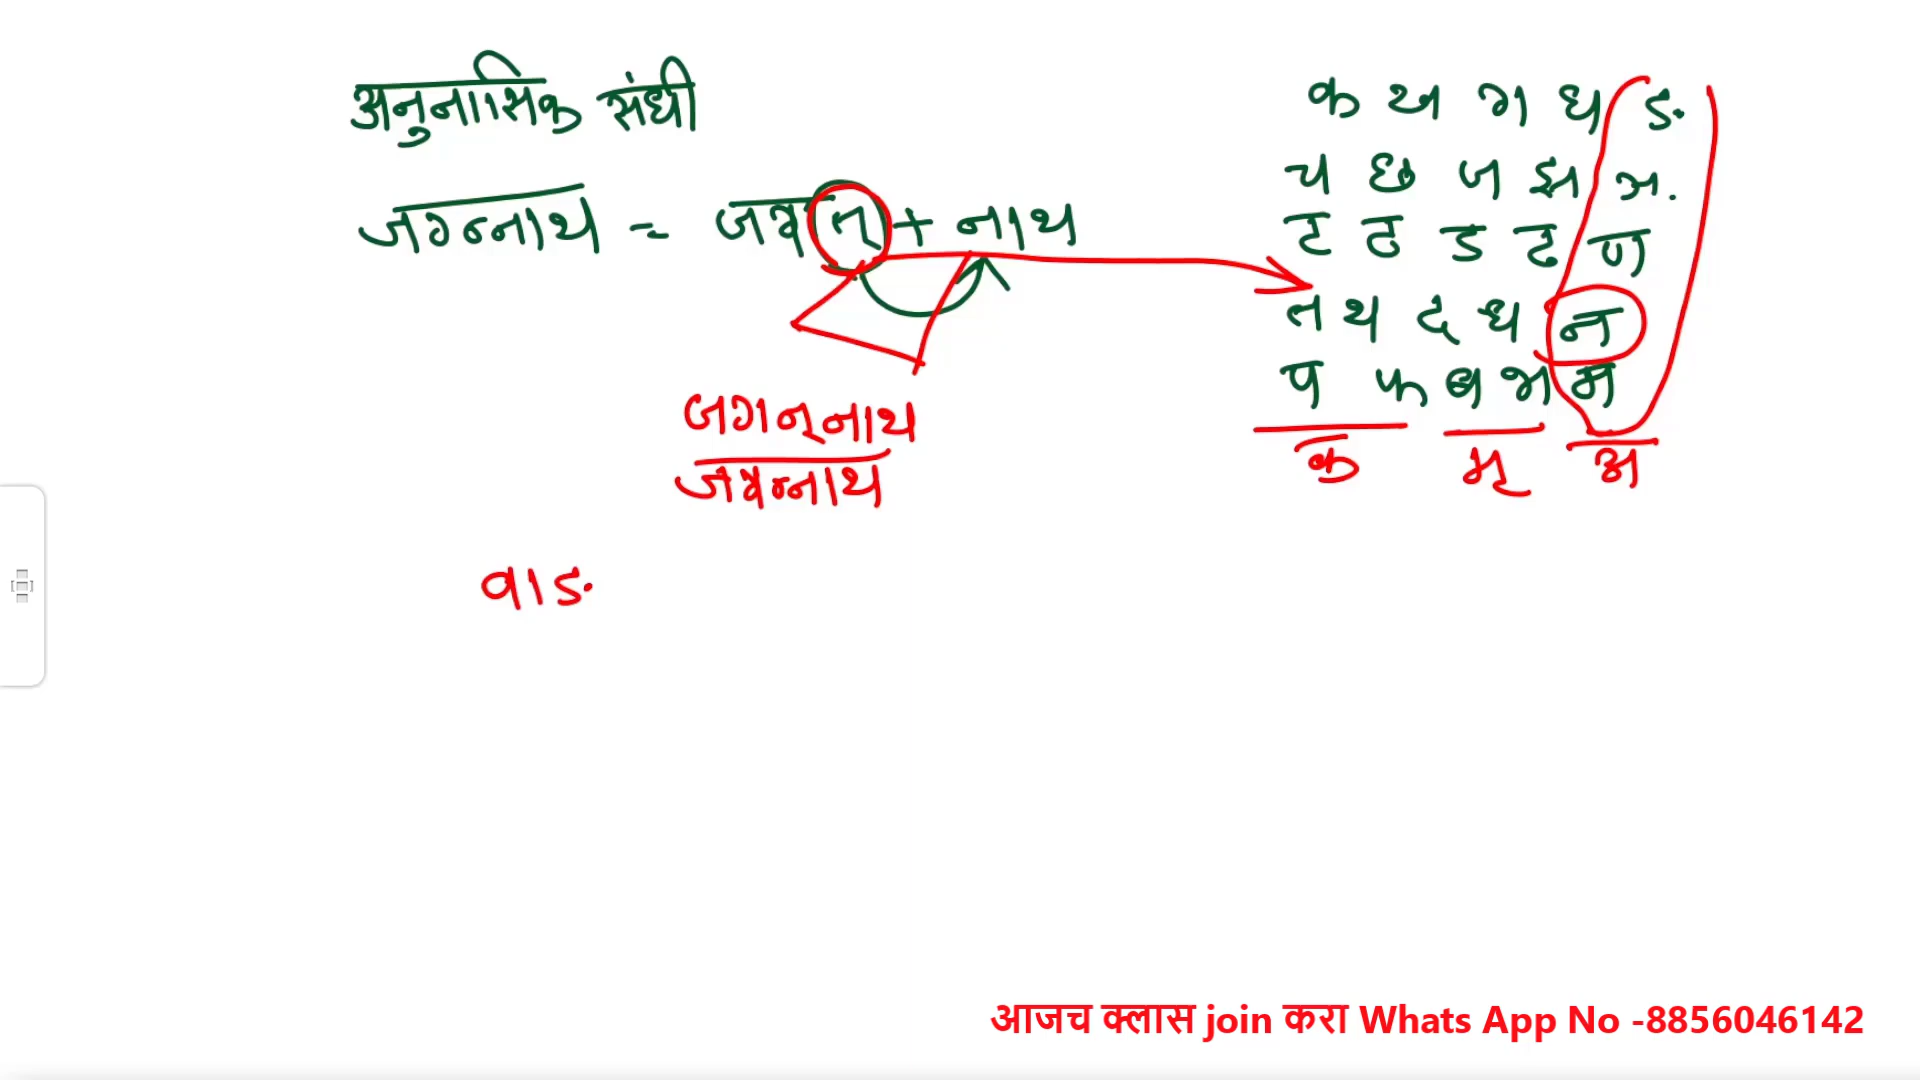 अनुनासिक संधी
जगन्नाथ = जगत् + नाथ
जगन्नाथ
जगन्नाथ
वाङ
क ख ग घ ङ
च छ ज झ ञ
ट ठ ड ढ ण
त थ द ध न
प फ ब भ म
क मृ अ
आजच क्लास join करा Whats App No -8856046142